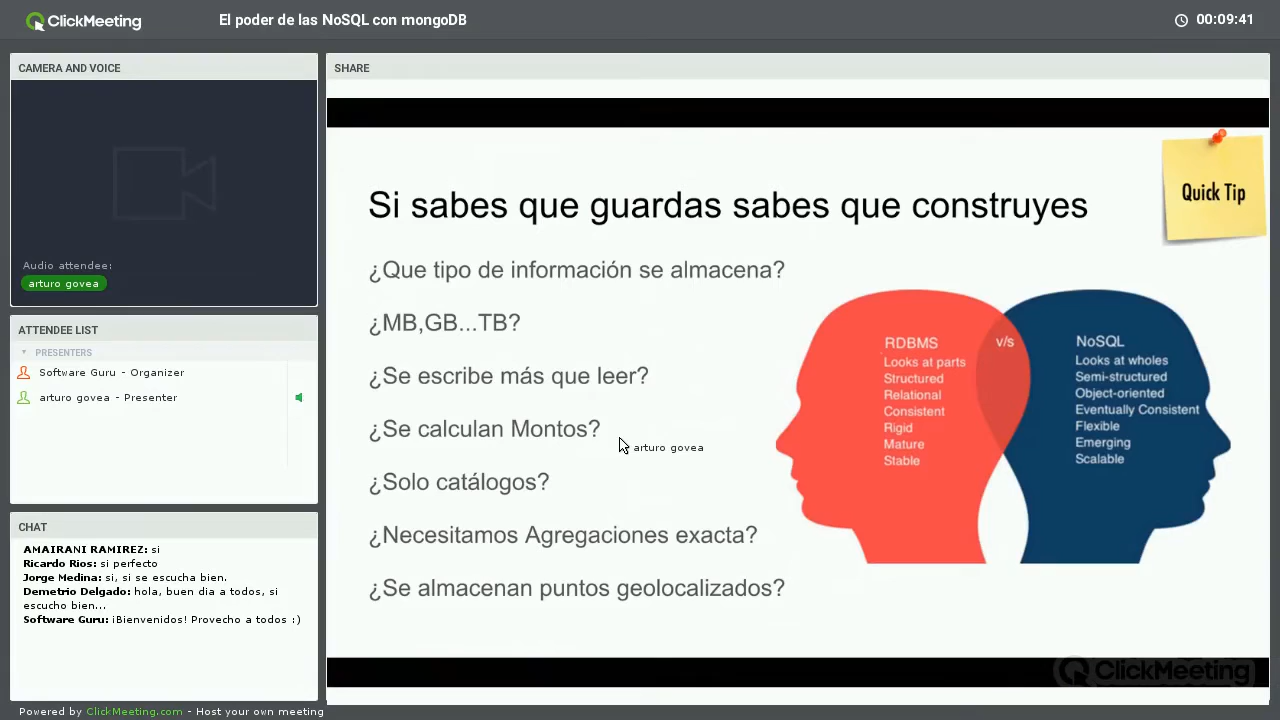 ClickMeeting
El poder de las NoSQL con mongoDB
00:09:41
CAMERA AND VOICE
Audio attendee:
arturo govea
ATTENDEE LIST
PRESENTERS
Software Guru - Organizer
arturo govea - Presenter
CHAT
AMAIRANI RAMIREZ: si
Ricardo Rios: si perfecto
Jorge Medina: si, si se escucha bien.
Demetrio Delgado: hola, buen dia a todos, si
escucho bien...
Software Guru: ¡Bienvenidos! Provecho a todos :)
Powered by ClickMeeting.com - Host your own meeting
SHARE
Quick Tip
Si sabes que guardas sabes que construyes
¿Que tipo de información se almacena?
¿MB,GB...TB?
¿Se escribe más que leer?
¿Se calculan Montos?
arturo govea
¿Solo catálogos?
¿Necesitamos Agregaciones exacta?
¿Se almacenan puntos geolocalizados?
RDBMS
Looks at parts
Structured
Relational
Consistent
Rigid
Mature
Stable
v/s
NoSQL
Looks at wholes
Semi-structured
Object-oriented
Eventually Consistent
Flexible
Emerging
Scalable
ClickMeeting